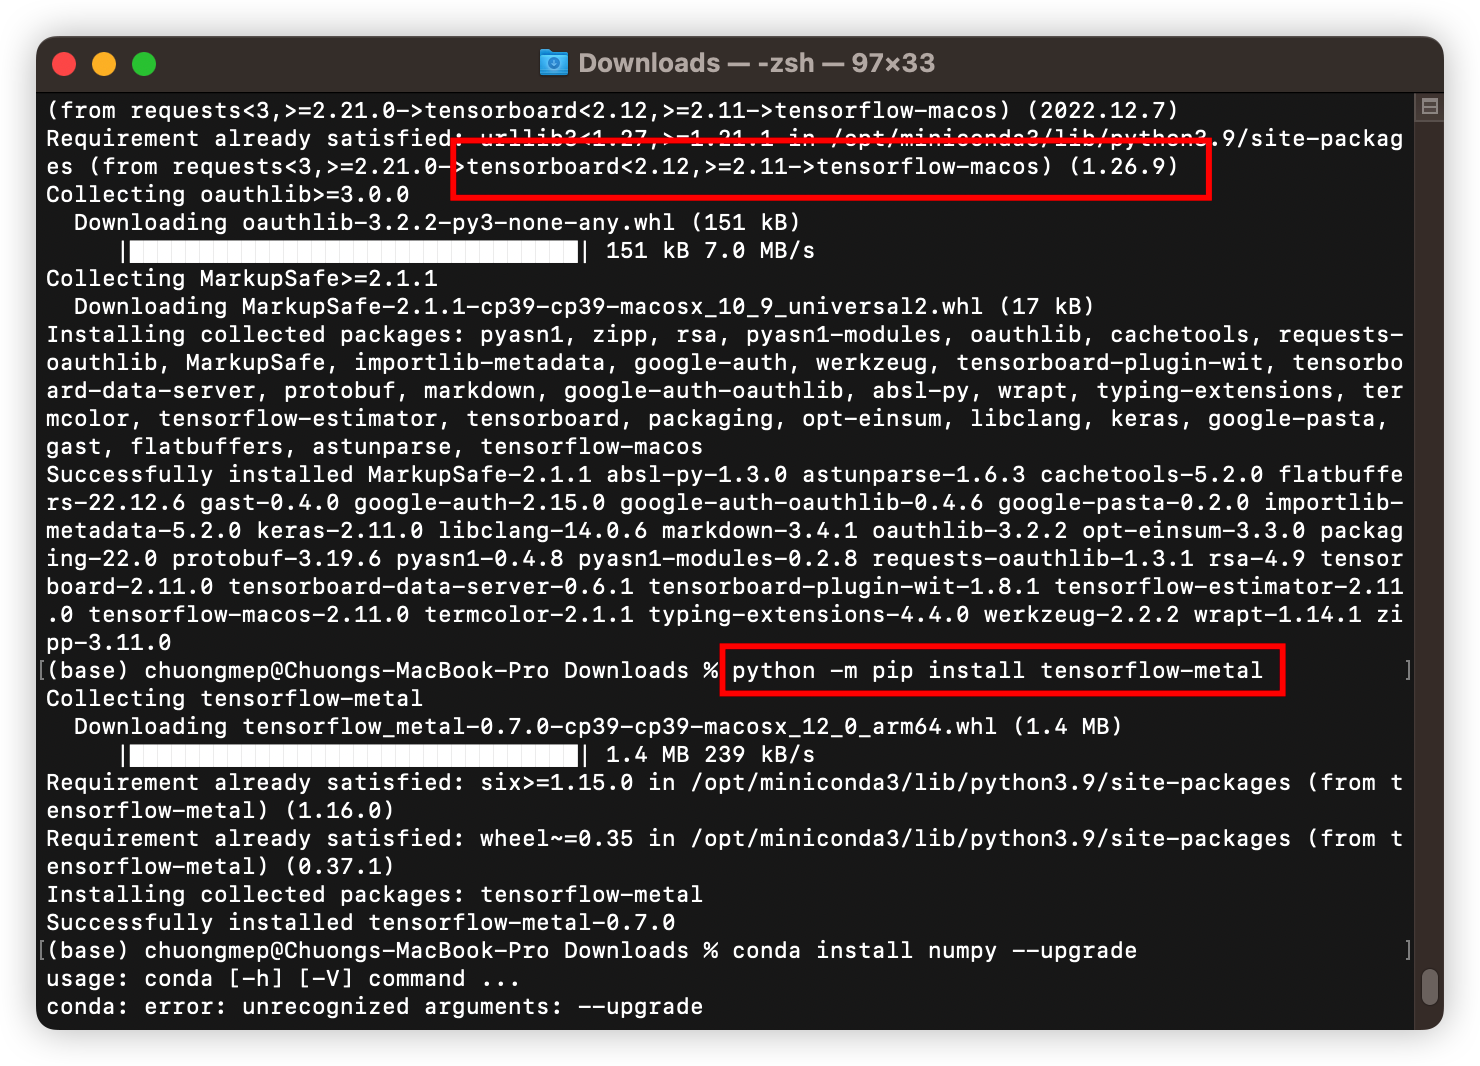 Downloads — -zsh — 97×33
(from requests<3,>=2.21.0->tensorboard<2.12,>=2.11->tensorflow-macos) (2022.12.7)
Requirement already satisfied: urllib3<1.27,>=1.21.1 in /opt/miniconda3/lib/python3.9/site-packag
es (from requests<3,>=2.21.0->tensorboard<2.12,>=2.11->tensorflow-macos) (1.26.9)
Collecting oauthlib>=3.0.0
  Downloading oauthlib-3.2.2-py3-none-any.whl (151 kB)
     |████████████████████████████████| 151 kB 7.0 MB/s
Collecting MarkupSafe>=2.1.1
  Downloading MarkupSafe-2.1.1-cp39-cp39-macosx_10_9_universal2.whl (17 kB)
Installing collected packages: pyasn1, zipp, rsa, pyasn1-modules, oauthlib, cachetools, requests-
oauthlib, MarkupSafe, importlib-metadata, google-auth, werkzeug, tensorboard-plugin-wit, tensorbo
ard-data-server, protobuf, markdown, google-auth-oauthlib, absl-py, wrapt, typing-extensions, ter
mcolor, tensorflow-estimator, tensorboard, packaging, opt-einsum, libclang, keras, google-pasta,
gast, flatbuffers, astunparse, tensorflow-macos
Successfully installed MarkupSafe-2.1.1 absl-py-1.3.0 astunparse-1.6.3 cachetools-5.2.0 flatbuffe
rs-22.12.6 gast-0.4.0 google-auth-2.15.0 google-auth-oauthlib-0.4.6 google-pasta-0.2.0 importlib-
metadata-5.2.0 keras-2.11.0 libclang-14.0.6 markdown-3.4.1 oauthlib-3.2.2 opt-einsum-3.3.0 packag
ing-22.0 protobuf-3.19.6 pyasn1-0.4.8 pyasn1-modules-0.2.8 requests-oauthlib-1.3.1 rsa-4.9 tensor
board-2.11.0 tensorboard-data-server-0.6.1 tensorboard-plugin-wit-1.8.1 tensorflow-estimator-2.11
.0 tensorflow-macos-2.11.0 termcolor-2.1.1 typing-extensions-4.4.0 werkzeug-2.2.2 wrapt-1.14.1 zi
pp-3.11.0
[(base) chuongmep@Chuongs-MacBook-Pro Downloads % python -m pip install tensorflow-metal ]
Collecting tensorflow-metal
  Downloading tensorflow_metal-0.7.0-cp39-cp39-macosx_12_0_arm64.whl (1.4 MB)
     |████████████████████████████████| 1.4 MB 239 kB/s
Requirement already satisfied: six>=1.15.0 in /opt/miniconda3/lib/python3.9/site-packages (from t
ensorflow-metal) (1.16.0)
Requirement already satisfied: wheel~=0.35 in /opt/miniconda3/lib/python3.9/site-packages (from t
ensorflow-metal) (0.37.1)
Installing collected packages: tensorflow-metal
Successfully installed tensorflow-metal-0.7.0
[(base) chuongmep@Chuongs-MacBook-Pro Downloads % conda install numpy --upgrade ]
usage: conda [-h] [-V] command ...
conda: error: unrecognized arguments: --upgrade